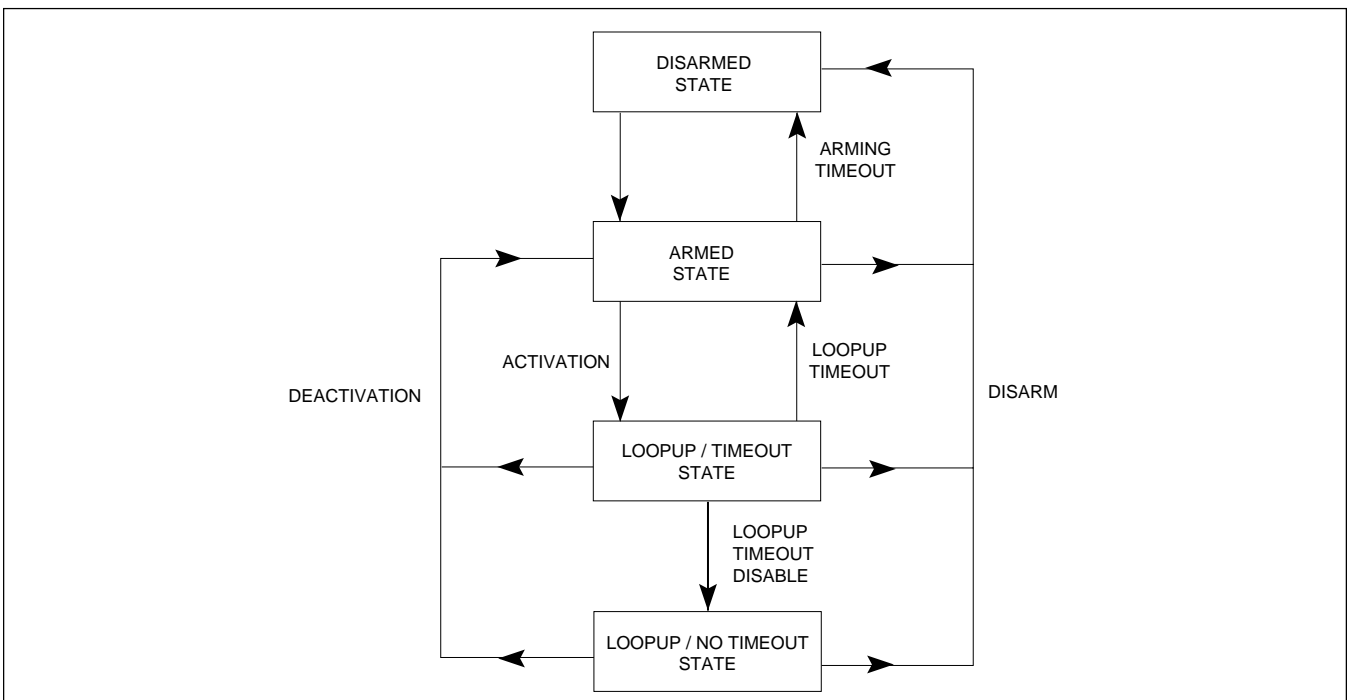 DISARMED
STATE
ARMING
TIMEOUT
ARMED
STATE
ACTIVATION
LOOPUP
TIMEOUT
DEACTIVATION
DISARM
LOOPUP / TIMEOUT
STATE
LOOPUP
TIMEOUT
DISABLE
LOOPUP / NO TIMEOUT
STATE